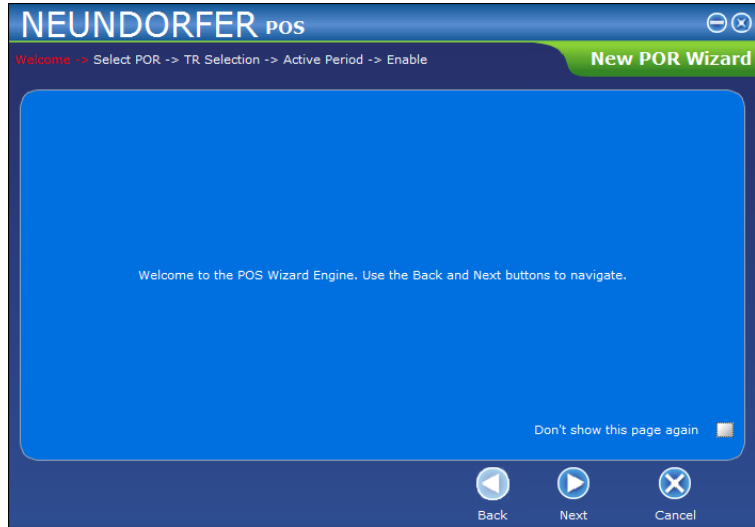 NEUNDORFER POS
Welcome -> Select POR -> TR Selection -> Active Period -> Enable
New POR Wizard
Welcome to the POS Wizard Engine. Use the Back and Next buttons to navigate.
Don't show this page again
Back Next Cancel